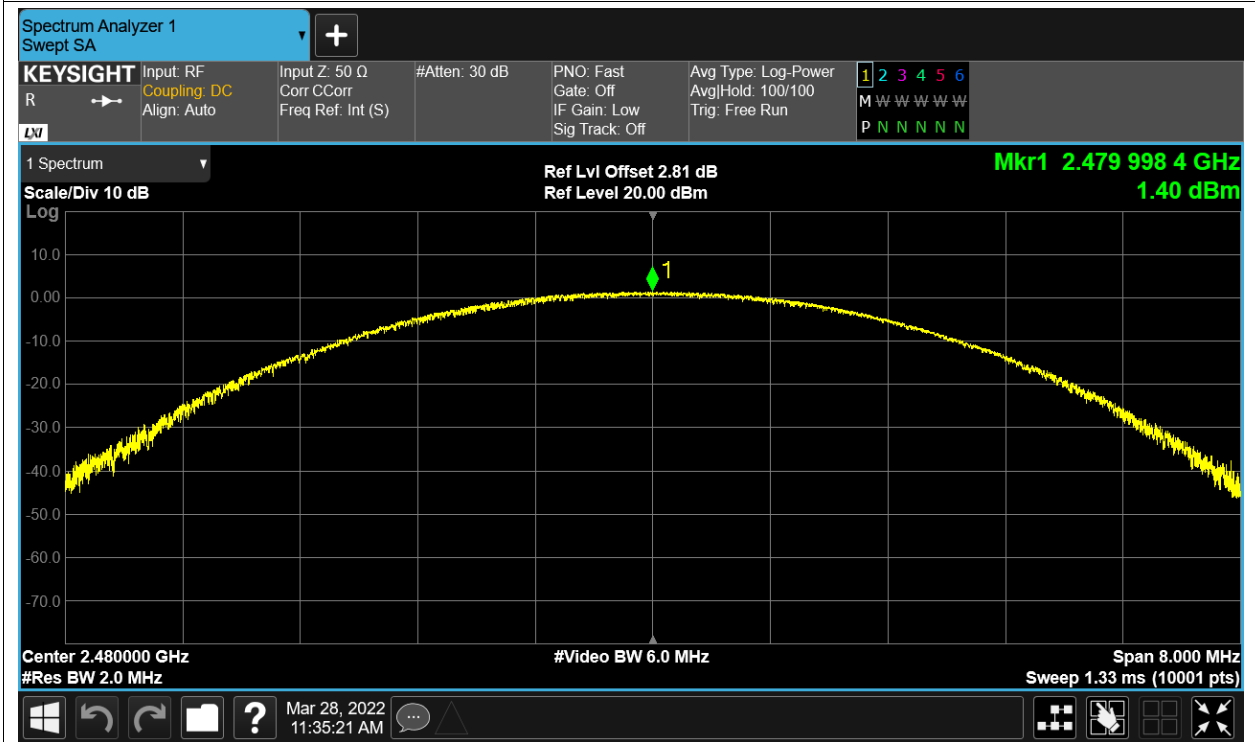 Spectrum Analyzer 1
Swept SA
KEYSIGHT
R
LXI
Input: RF
Coupling: DC
Align: Auto
Input Z: 50 Ω
Corr CCorr
Freq Ref: Int (S)
#Atten: 30 dB
PNO: Fast
Gate: Off
IF Gain: Low
Sig Track: Off
Avg Type: Log-Power
Avg|Hold: 100/100
Trig: Free Run
1 2 3 4 5 6
M W W W W W
P N N N N N
1 Spectrum
Scale/Div 10 dB
Log
Ref Lvl Offset 2.81 dB
Ref Level 20.00 dBm
Mkr1 2.479 998 4 GHz
1.40 dBm
1
10.0
0.00
-10.0
-20.0
-30.0
-40.0
-50.0
-60.0
-70.0
Center 2.480000 GHz
#Res BW 2.0 MHz
#Video BW 6.0 MHz
Span 8.000 MHz
Sweep 1.33 ms (10001 pts)
?
Mar 28, 2022
11:35:21 AM